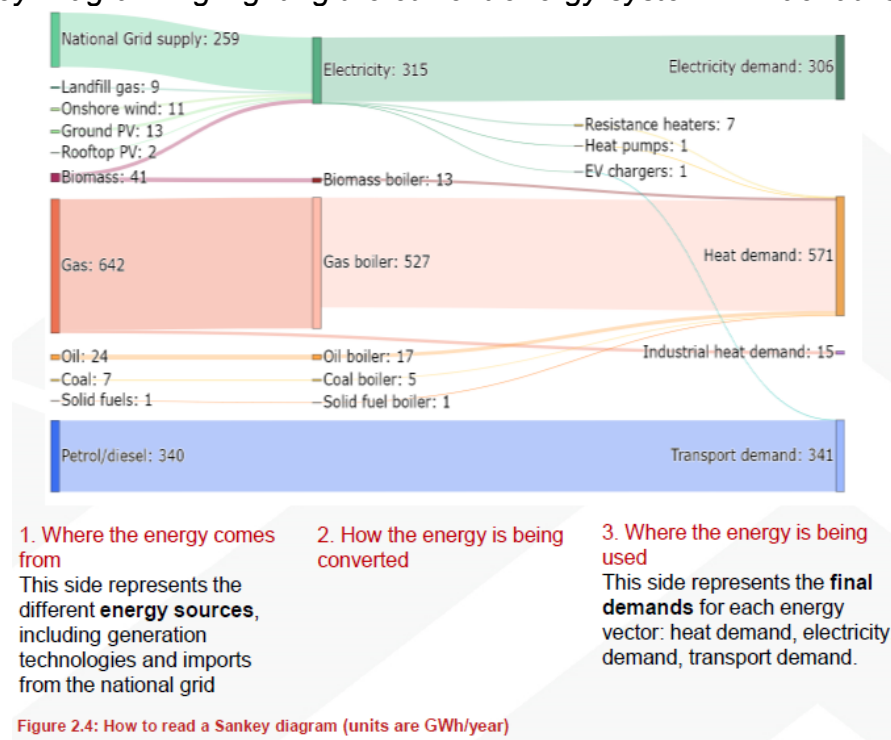 National Grid supply: 259
Landfill gas: 9
Onshore wind: 11
Ground PV: 13
Rooftop PV: 2
Biomass: 41
Gas: 642
Oil: 24
Coal: 7
Solid fuels: 1
Petrol/diesel: 340
Electricity: 315
Biomass boiler: 13
Gas boiler: 527
Oil boiler: 17
Coal boiler: 5
Solid fuel boiler: 1
Resistance heaters: 7
Heat pumps: 1
EV chargers: 1
Electricity demand: 306
Heat demand: 571
Industrial heat demand: 15
Transport demand: 341
1. Where the energy comes
from
This side represents the
different energy sources,
including generation
technologies and imports
from the national grid
2. How the energy is being
converted
3. Where the energy is being
used
This side represents the final
demands for each energy
vector: heat demand, electricity
demand, transport demand.
Figure 2.4: How to read a Sankey diagram (units are GWh/year)